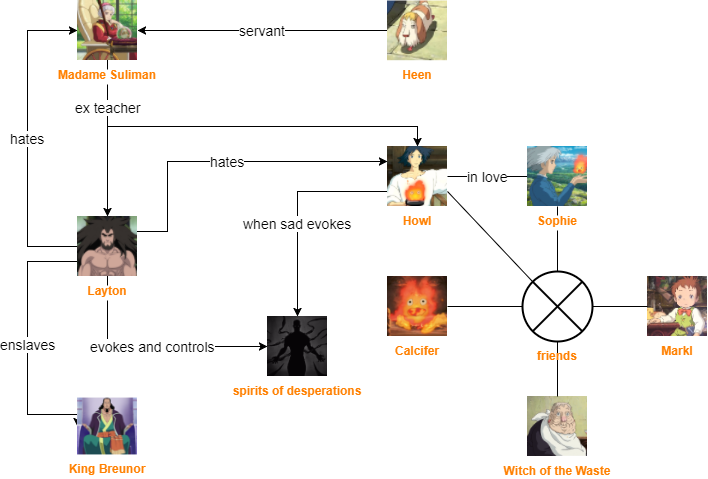 servant
Madame Suliman
Heen
ex teacher
hates
hates
in love
Howl
Sophie
when sad evokes
Layton
enslaves
evokes and controls
Calcifer
friends
Markl
spirits of desperations
King Breunor
Witch of the Waste